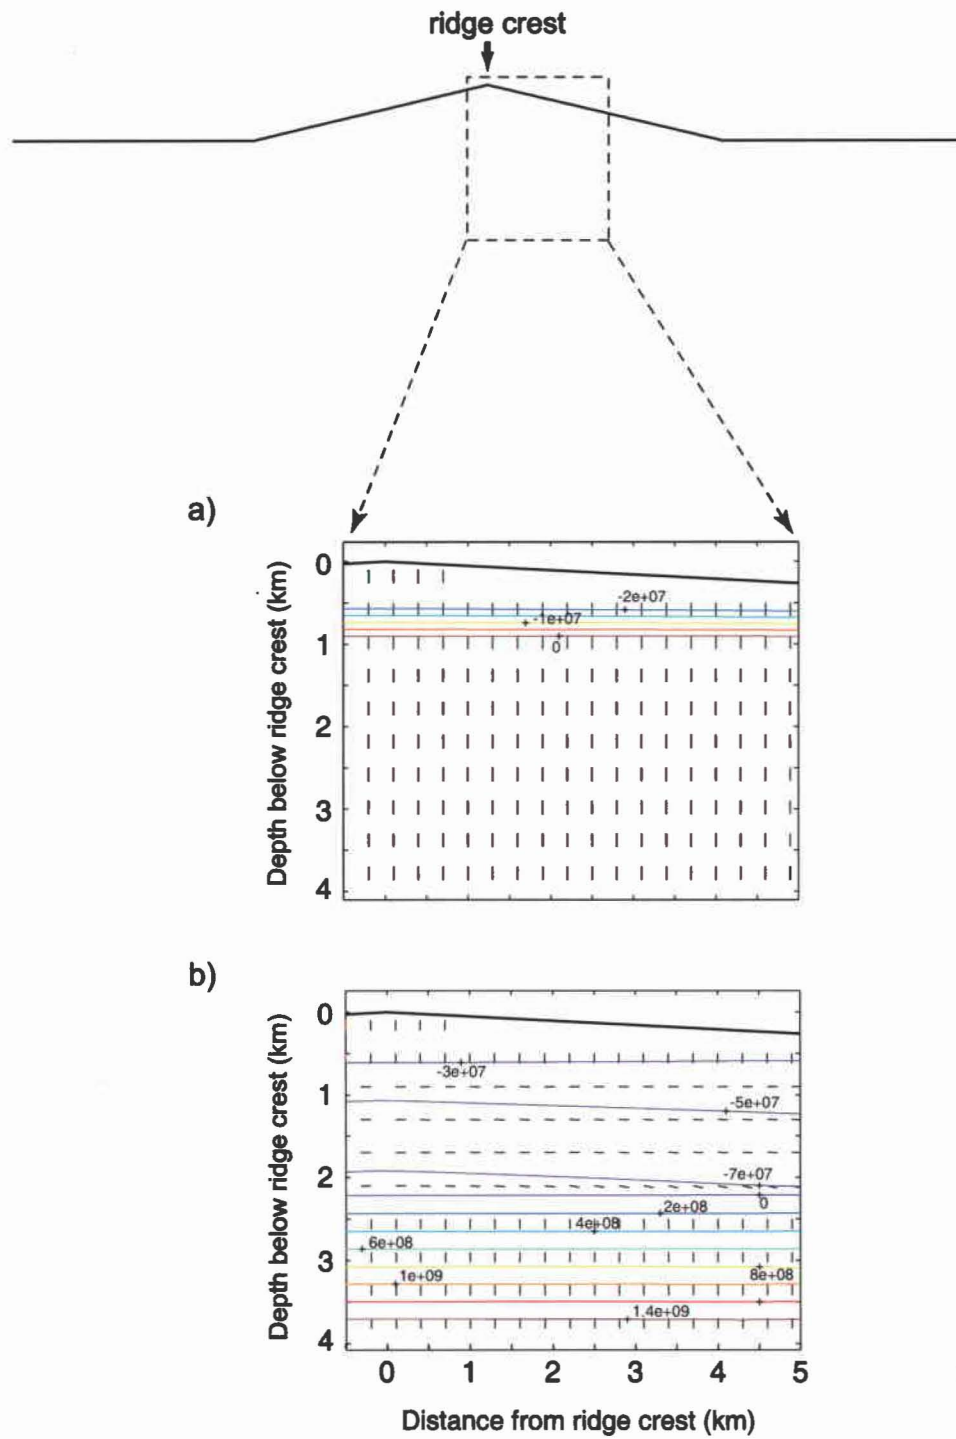 ridge crest
a)
Depth below ridge crest (km)
0
1
2
3
4
-2e+07
-1e+07
0
b)
Depth below ridge crest (km)
0
1
2
3
4
-3e+07
-5e+07
-7e+07
0
2e+08
4e+08
6e+08
8e+08
1e+09
1.4e+09
0 1 2 3 4 5
Distance from ridge crest (km)